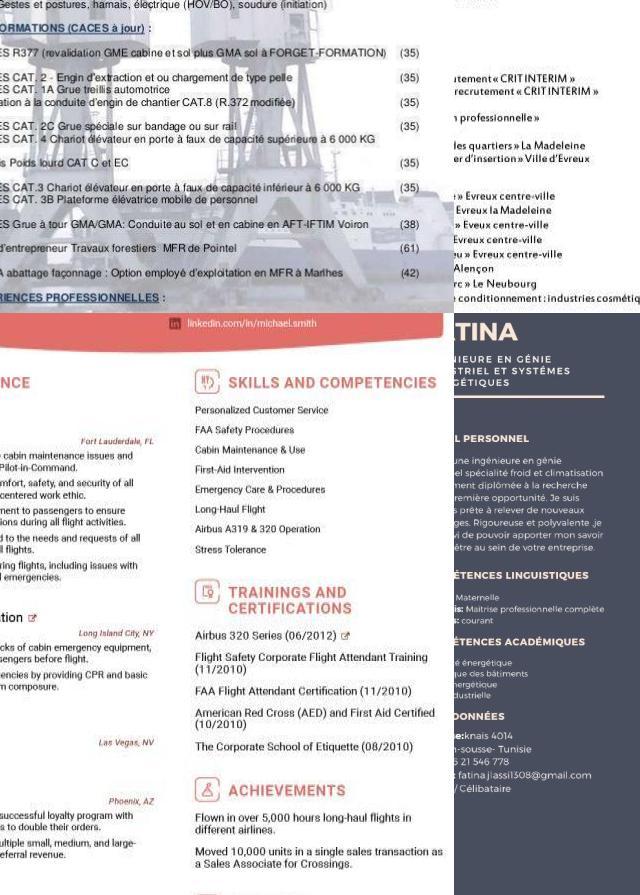 Gestes et postures, harnais, électrique (HOV/BO), soudure (initiation)
ORMATIONS (CACES à jour) :
ES R377 (revalidation GME cabine et sol plus GMA sol à FORGET-FORMATION) (35)
ES CAT. 2 - Engin d'extraction et ou chargement de type pelle (35)
ES CAT. 1A Grue treillis automotrice
ation à la conduite d'engin de chantier CAT.8 (R.372 modifiée) (35)
ES CAT. 2C Grue spéciale sur bandage ou sur rail (35)
ES CAT. 4 Chariot élévateur en porte à faux de capacité supérieure à 6 000 KG
is Poids lourd CAT C et EC (35)
ES CAT.3 Chariot élévateur en porte à faux de capacité inférieur à 6 000 KG (35)
ES CAT. 3B Plateforme élévatrice mobile de personnel
ES Grue à tour GMA/GMA: Conduite au sol et en cabine en AFT-IFTIM Voiron (38)
d'entrepreneur Travaux forestiers MFR de Pointel (61)
A abattage façonnage : Option employé d'exploitation en MFR à Marlhes (42)
RIENCES PROFESSIONNELLES :
utement « CRIT INTERIM »
recrutement « CRIT INTERIM »
n professionnelle »
des quartiers » La Madeleine
er d'insertion » Ville d'Evreux
e » Evreux centre-ville
Evreux la Madeleine
» Eveux centre-ville
Evreux centre-ville
eu » Evreux centre-ville
Alençon
rc » Le Neubourg
e conditionnement : industries cosmétiq
linkedin.com/in/michael.smith
NCE
Fort Lauderdale, FL
cabin maintenance issues and
Pilot-in-Command.
mfort, safety, and security of all
centered work ethic.
ment to passengers to ensure
ions during all flight activities.
d to the needs and requests of all
l flights.
ring flights, including issues with
l emergencies.
tion
Long Island City, NY
cks of cabin emergency equipment,
sengers before flight.
encies by providing CPR and basic
m composure.
Las Vegas, NV
Phoenix, AZ
successful loyalty program with
s to double their orders.
ultiple small, medium, and large-
eferral revenue.
SKILLS AND COMPETENCIES
Personalized Customer Service
FAA Safety Procedures
Cabin Maintenance & Use
First-Aid Intervention
Emergency Care & Procedures
Long-Haul Flight
Airbus A319 & 320 Operation
Stress Tolerance
TRAININGS AND
CERTIFICATIONS
Airbus 320 Series (06/2012)
Flight Safety Corporate Flight Attendant Training
(11/2010)
FAA Flight Attendant Certification (11/2010)
American Red Cross (AED) and First Aid Certified
(10/2010)
The Corporate School of Etiquette (08/2010)
ACHIEVEMENTS
Flown in over 5,000 hours long-haul flights in
different airlines.
Moved 10,000 units in a single sales transaction as
a Sales Associate for Crossings.
TINA
NIEURE EN GÉNIE
STRIEL ET SYSTÉMES
GÉTIQUES
L PERSONNEL
une ingénieure en génie
el spécialité froid et climatisation
ment diplômée à la recherche
remière opportunité. Je suis
s prête à relever de nouveaux
ges. Rigoureuse et polyvalente ,je
vi de pouvoir apporter mon savoir
être au sein de votre entreprise.
ÉTENCES LINGUISTIQUES
Maternelle
is: Maitrise professionnelle complète
s: courant
ÉTENCES ACADÉMIQUES
é énergétique
que des bâtiments
nergétique
dustrielle
DONNÉES
se:knais 4014
n-sousse- Tunisie
6 21 546 778
: fatinajlassi1308@gmail.com
/ Célibataire